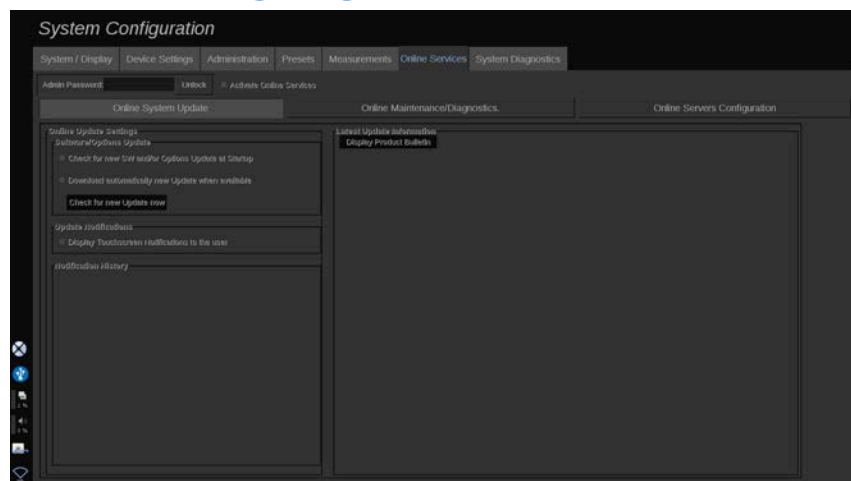 System Configuration
System / Display Device Settings Administration Presets Measurements Online Services System Diagnostics
Admin Password: Unlock Activate Online Services
Online System Update Online Maintenance/Diagnostics. Online Servers Configuration
Online Update Settings
Software/Options Update
Check for new SW and/or Options Update at Startup
Download automatically new Update when available
Check for new Update now
Update Notifications
Display Touchscreen Notifications to the user
Notification History
Latest Update Information
Display Product Bulletin